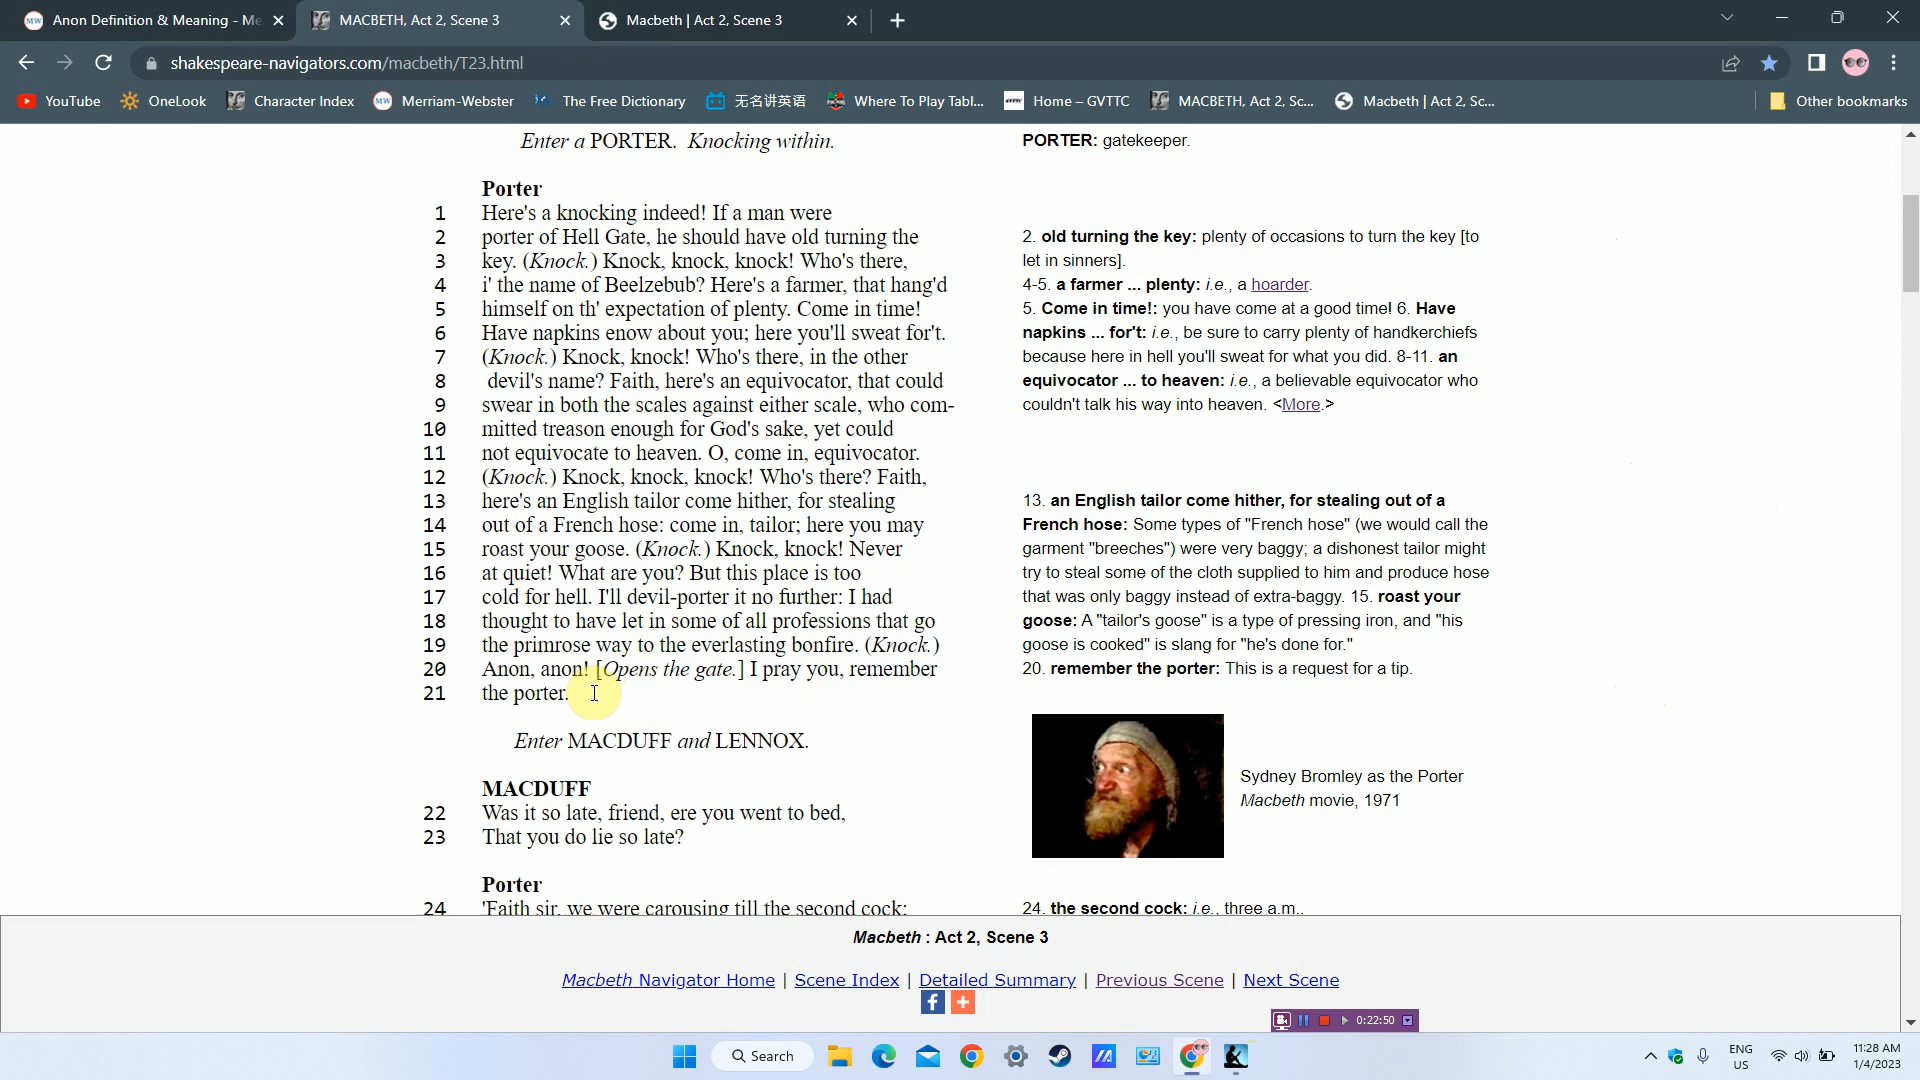 Anon Definition & Meaning - Me
MACBETH, Act 2, Scene 3
Macbeth | Act 2, Scene 3
shakespeare-navigators.com/macbeth/T23.html
YouTube
OneLook
Character Index
Merriam-Webster
The Free Dictionary
无名讲英语
Where To Play Tabl...
Home – GVTTC
MACBETH, Act 2, Sc...
Macbeth | Act 2, Sc...
Other bookmarks
Enter a PORTER. Knocking within.
PORTER: gatekeeper.
Porter
1 Here's a knocking indeed! If a man were
2 porter of Hell Gate, he should have old turning the
3 key. (Knock.) Knock, knock, knock! Who's there,
4 i' the name of Beelzebub? Here's a farmer, that hang'd
5 himself on th' expectation of plenty. Come in time!
6 Have napkins enow about you; here you'll sweat for't.
7 (Knock.) Knock, knock! Who's there, in the other
8 devil's name? Faith, here's an equivocator, that could
9 swear in both the scales against either scale, who com-
10 mitted treason enough for God's sake, yet could
11 not equivocate to heaven. O, come in, equivocator.
12 (Knock.) Knock, knock, knock! Who's there? Faith,
13 here's an English tailor come hither, for stealing
14 out of a French hose: come in, tailor; here you may
15 roast your goose. (Knock.) Knock, knock! Never
16 at quiet! What are you? But this place is too
17 cold for hell. I'll devil-porter it no further: I had
18 thought to have let in some of all professions that go
19 the primrose way to the everlasting bonfire. (Knock.)
20 Anon, anon! [Opens the gate.] I pray you, remember
21 the porter.
2. old turning the key: plenty of occasions to turn the key [to
let in sinners].
4-5. a farmer ... plenty: i.e., a hoarder.
5. Come in time!: you have come at a good time! 6. Have
napkins ... for't: i.e., be sure to carry plenty of handkerchiefs
because here in hell you'll sweat for what you did. 8-11. an
equivocator ... to heaven: i.e., a believable equivocator who
couldn't talk his way into heaven. <More.>
13. an English tailor come hither, for stealing out of a
French hose: Some types of "French hose" (we would call the
garment "breeches") were very baggy; a dishonest tailor might
try to steal some of the cloth supplied to him and produce hose
that was only baggy instead of extra-baggy. 15. roast your
goose: A "tailor's goose" is a type of pressing iron, and "his
goose is cooked" is slang for "he's done for."
20. remember the porter: This is a request for a tip.
Enter MACDUFF and LENNOX.
MACDUFF
22 Was it so late, friend, ere you went to bed,
23 That you do lie so late?
Sydney Bromley as the Porter
Macbeth movie, 1971
Porter
24 'Faith sir, we were carousing till the second cock:
24. the second cock: i.e., three a.m..
Macbeth : Act 2, Scene 3
Macbeth Navigator Home | Scene Index | Detailed Summary | Previous Scene | Next Scene
0:22:50
Search
ENG
US
11:28 AM
1/4/2023